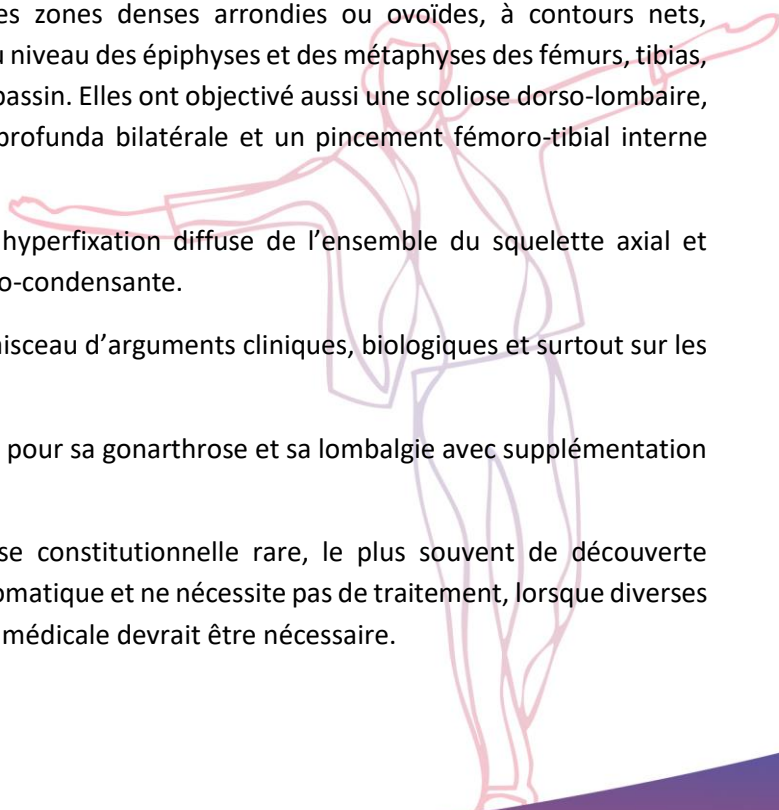 es zones denses arrondies ou ovoïdes, à contours nets,
u niveau des épiphyses et des métaphyses des fémurs, tibias,
bassin. Elles ont objectivé aussi une scoliose dorso-lombaire,
profunda bilatérale et un pincement fémoro-tibial interne
hyperfixation diffuse de l’ensemble du squelette axial et
o-condensante.
aisceau d’arguments cliniques, biologiques et surtout sur les
pour sa gonarthrose et sa lombalgie avec supplémentation
se constitutionnelle rare, le plus souvent de découverte
omatique et ne nécessite pas de traitement, lorsque diverses
médicale devrait être nécessaire.